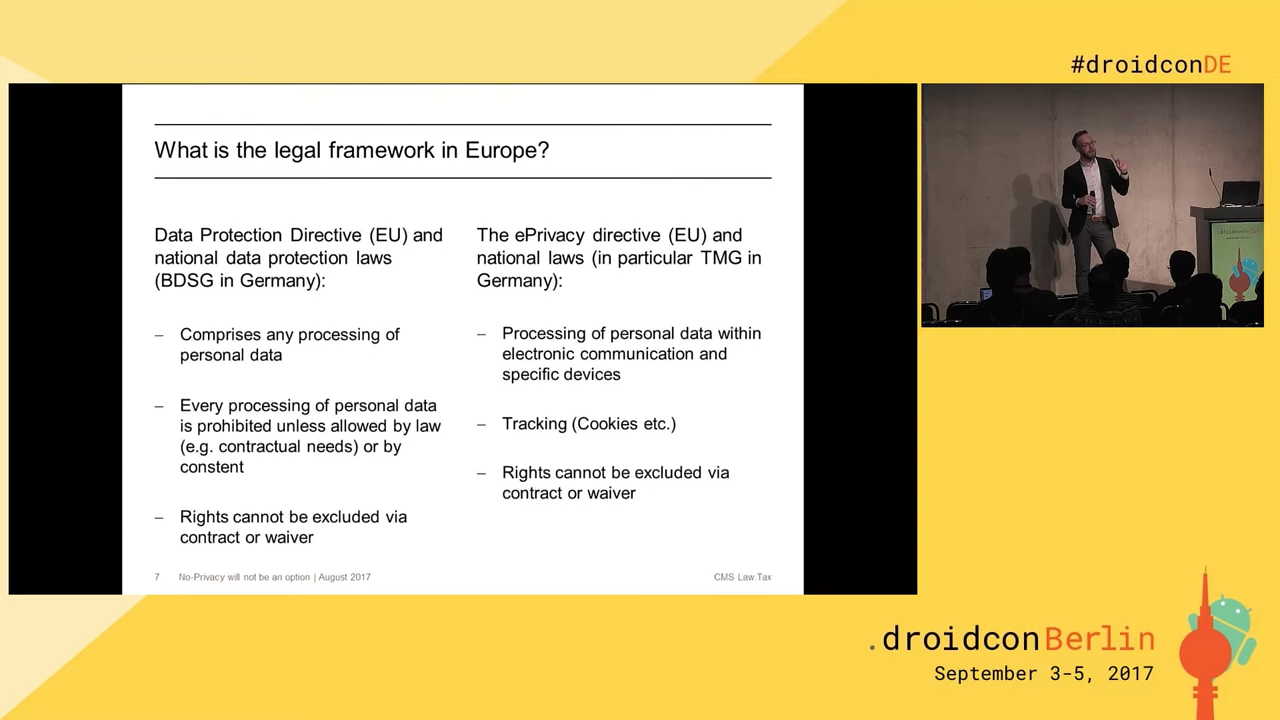 #droidconDE
What is the legal framework in Europe?
Data Protection Directive (EU) and
national data protection laws
(BDSG in Germany):
– Comprises any processing of
personal data
– Every processing of personal data
is prohibited unless allowed by law
(e.g. contractual needs) or by
constent
– Rights cannot be excluded via
contract or waiver
The ePrivacy directive (EU) and
national laws (in particular TMG in
Germany):
– Processing of personal data within
electronic communication and
specific devices
– Tracking (Cookies etc.)
– Rights cannot be excluded via
contract or waiver
7 No-Privacy will not be an option | August 2017
CMS Law.Tax
.droidconBerlin
September 3-5, 2017